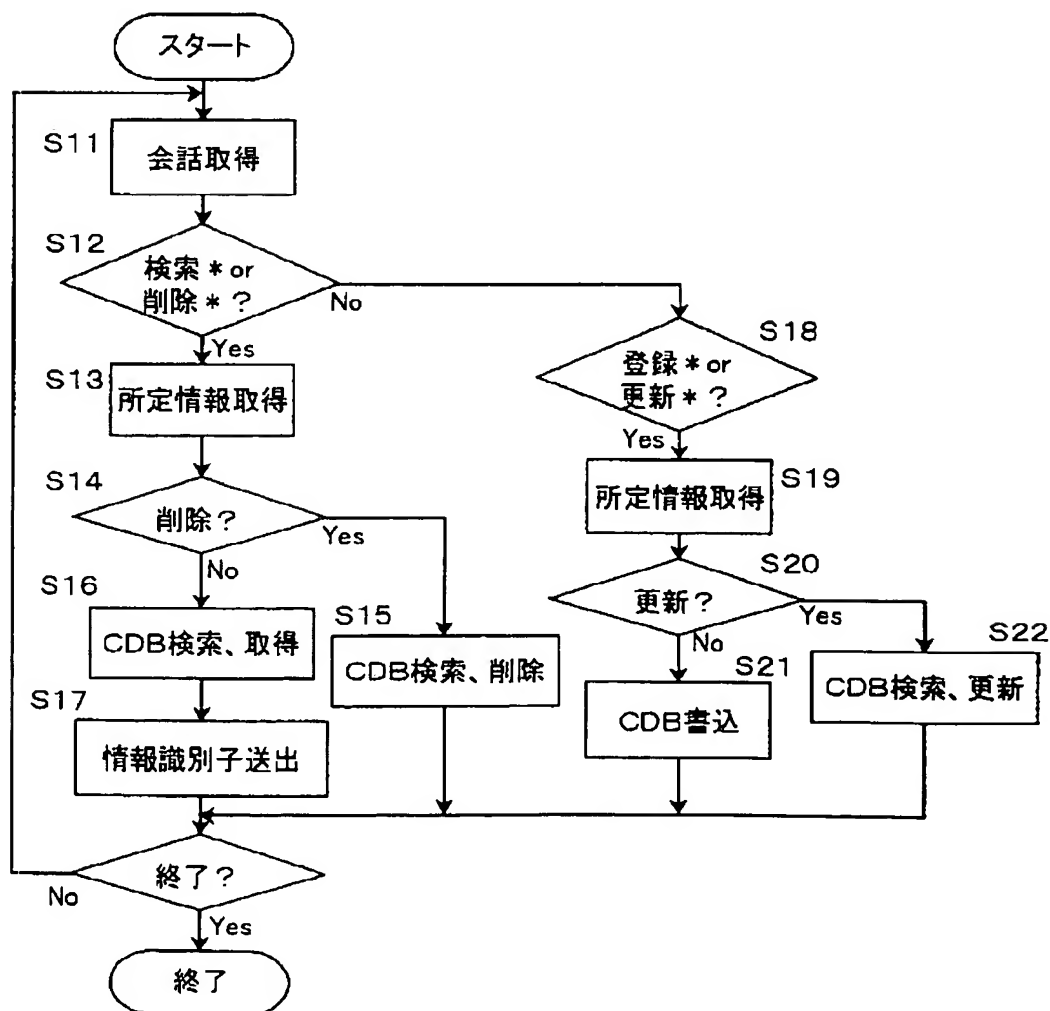 スタート
S11
会話取得
S12
検索＊or
削除＊？
No
Yes
S13
所定情報取得
S14
削除？
Yes
No
S15
CDB検索、削除
S16
CDB検索、取得
S17
情報識別子送出
S18
登録＊or
更新＊？
Yes
S19
所定情報取得
S20
更新？
Yes
No
S21
CDB書込
S22
CDB検索、更新
終了？
No
Yes
終了